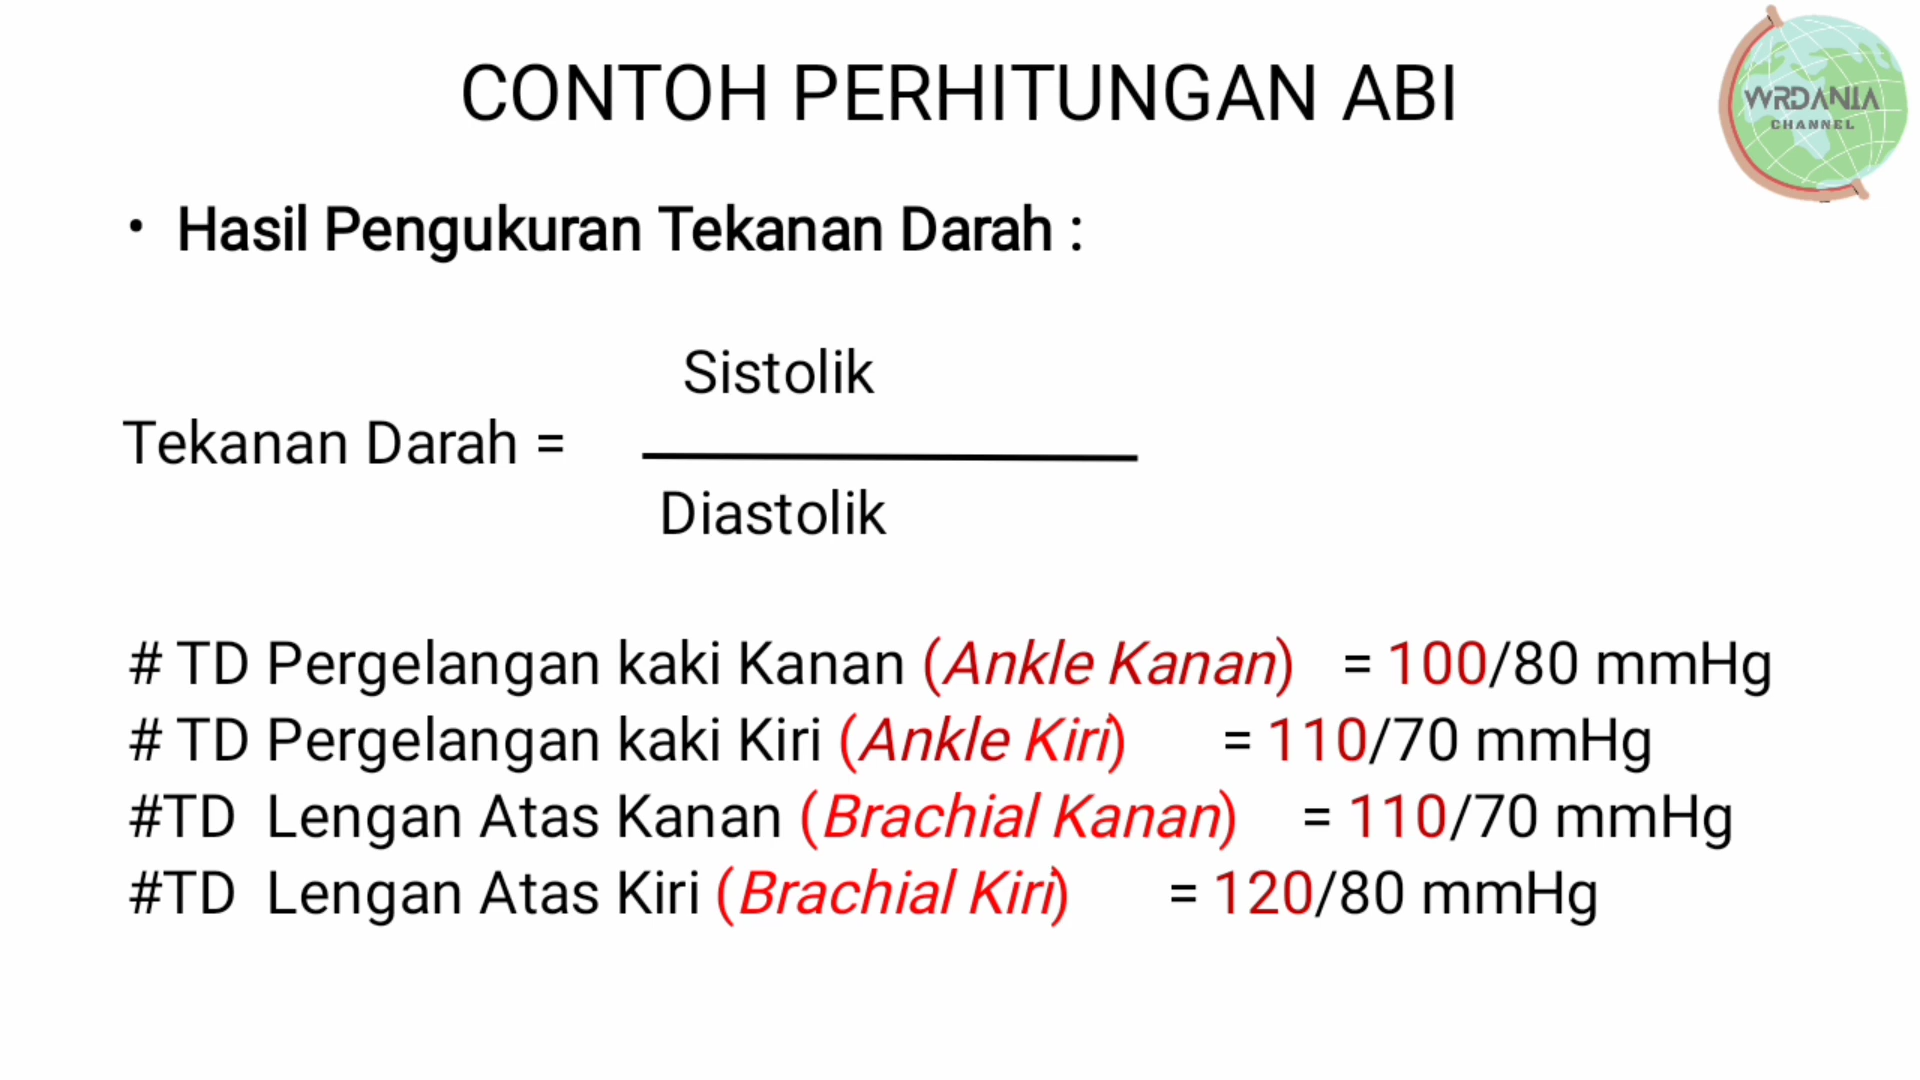 CONTOH PERHITUNGAN ABI
WRDANIA
CHANNEL
• Hasil Pengukuran Tekanan Darah :
Sistolik
Tekanan Darah =
Diastolik
# TD Pergelangan kaki Kanan (Ankle Kanan) = 100/80 mmHg
# TD Pergelangan kaki Kiri (Ankle Kiri) = 110/70 mmHg
#TD Lengan Atas Kanan (Brachial Kanan) = 110/70 mmHg
#TD Lengan Atas Kiri (Brachial Kiri) = 120/80 mmHg